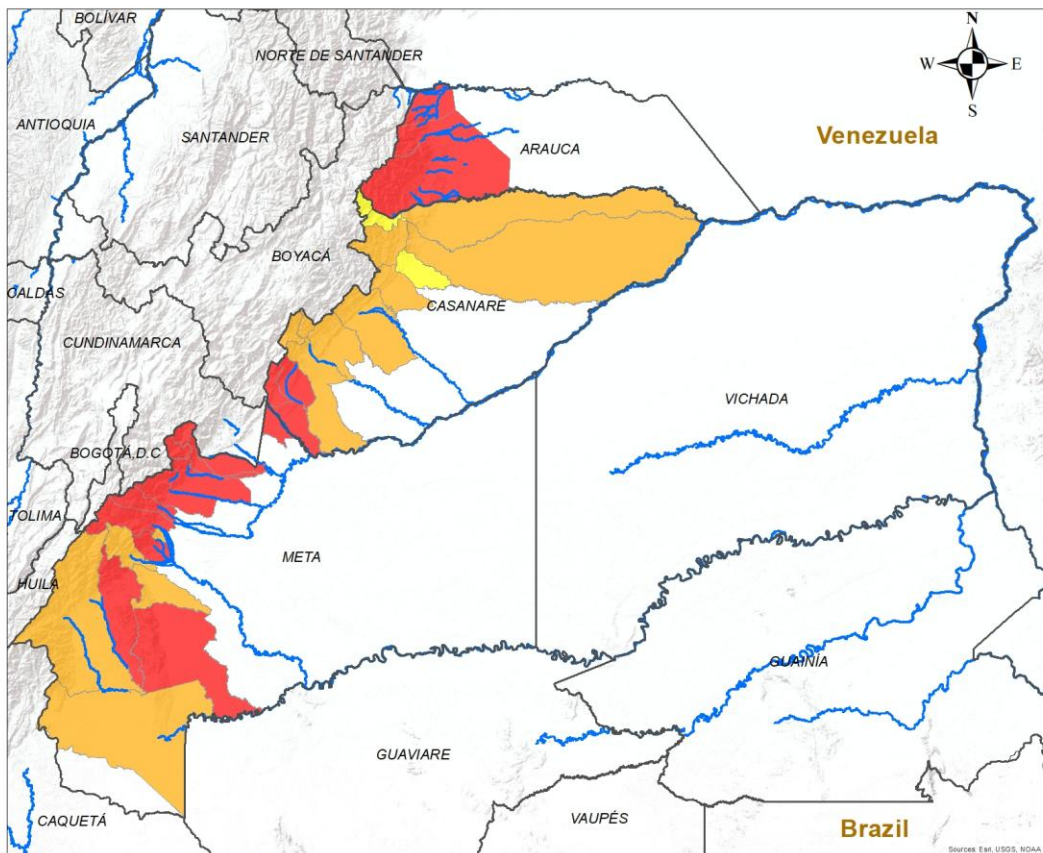 BOLÍVAR
N
NORTE DE SANTANDER
W
E
S
ANTIOQUIA
SANTANDER
Venezuela
ARAUCA
BOYACÁ
CALDAS
CASANARE
CUNDINAMARCA
VICHADA
BOGOTÁ,D.C
TOLIMA
META
HUILA
GUAINÍA
GUAVIARE
CAQUETÁ
VAUPÉS
Brazil
Sources: Esri, USGS, NOAA